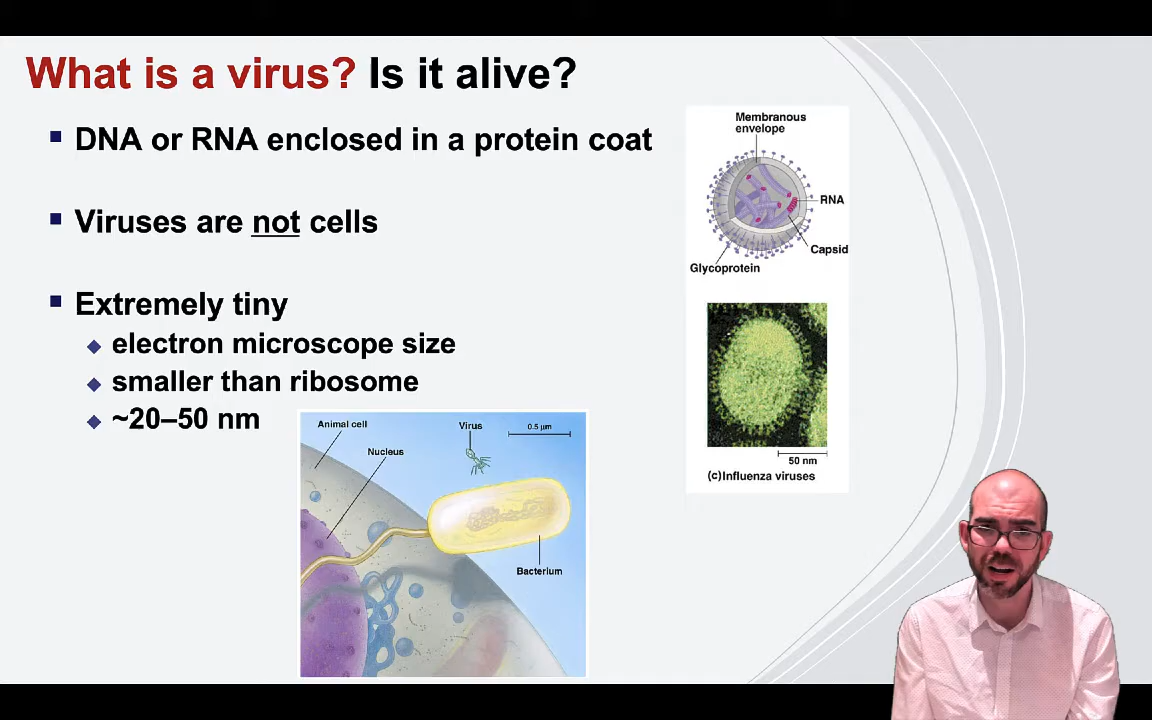 What is a virus? Is it alive?
▪ DNA or RNA enclosed in a protein coat
▪ Viruses are not cells
▪ Extremely tiny
◆ electron microscope size
◆ smaller than ribosome
◆ ~20–50 nm
Membranous
envelope
RNA
Capsid
Glycoprotein
50 nm
(c)Influenza viruses
Animal cell
Virus
0.5 µm
Nucleus
Bacterium